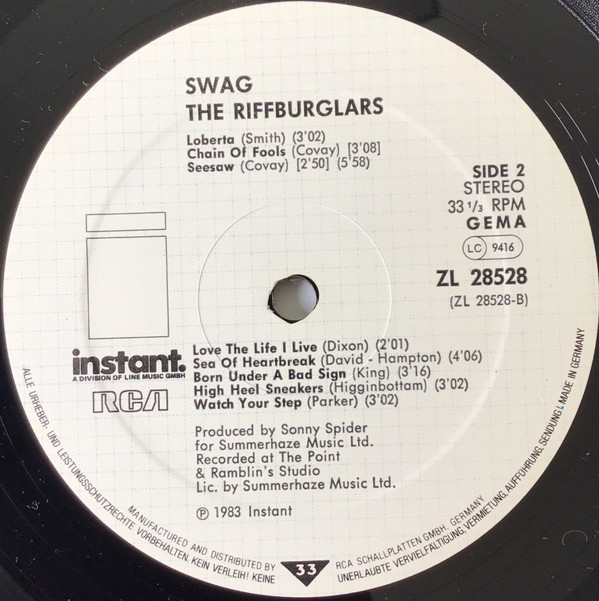 SWAG
THE RIFFBURGLARS
Loberta (Smith) (3'02)
Chain Of Fools (Covay) [3'08]
Seesaw (Covay) [2'50] (5'58)
SIDE 2
STEREO
33 1/3 RPM
GEMA
LC 9416
ZL 28528
(ZL 28528-B)
instant.
A DIVISION OF LINE MUSIC GMBH
RCA
Love The Life I Live (Dixon) (2'01)
Sea Of Heartbreak (David - Hampton) (4'06)
Born Under A Bad Sign (King) (3'16)
High Heel Sneakers (Higginbottam) (3'02)
Watch Your Step (Parker) (3'02)
Produced by Sonny Spider
for Summerhaze Music Ltd.
Recorded at The Point
& Ramblin's Studio
Lic. by Summerhaze Music Ltd.
℗ 1983 Instant
ALLE URHEBER- UND LEISTUNGSSCHUTZRECHTE VORBEHALTEN. KEIN VERLEIH! KEINE UNERLAUBTE VERVIELFÄLTIGUNG, VERMIETUNG, AUFFÜHRUNG, SENDUNG! MADE IN GERMANY
MANUFACTURED AND DISTRIBUTED BY RCA SCHALLPLATTEN GMBH GERMANY
33